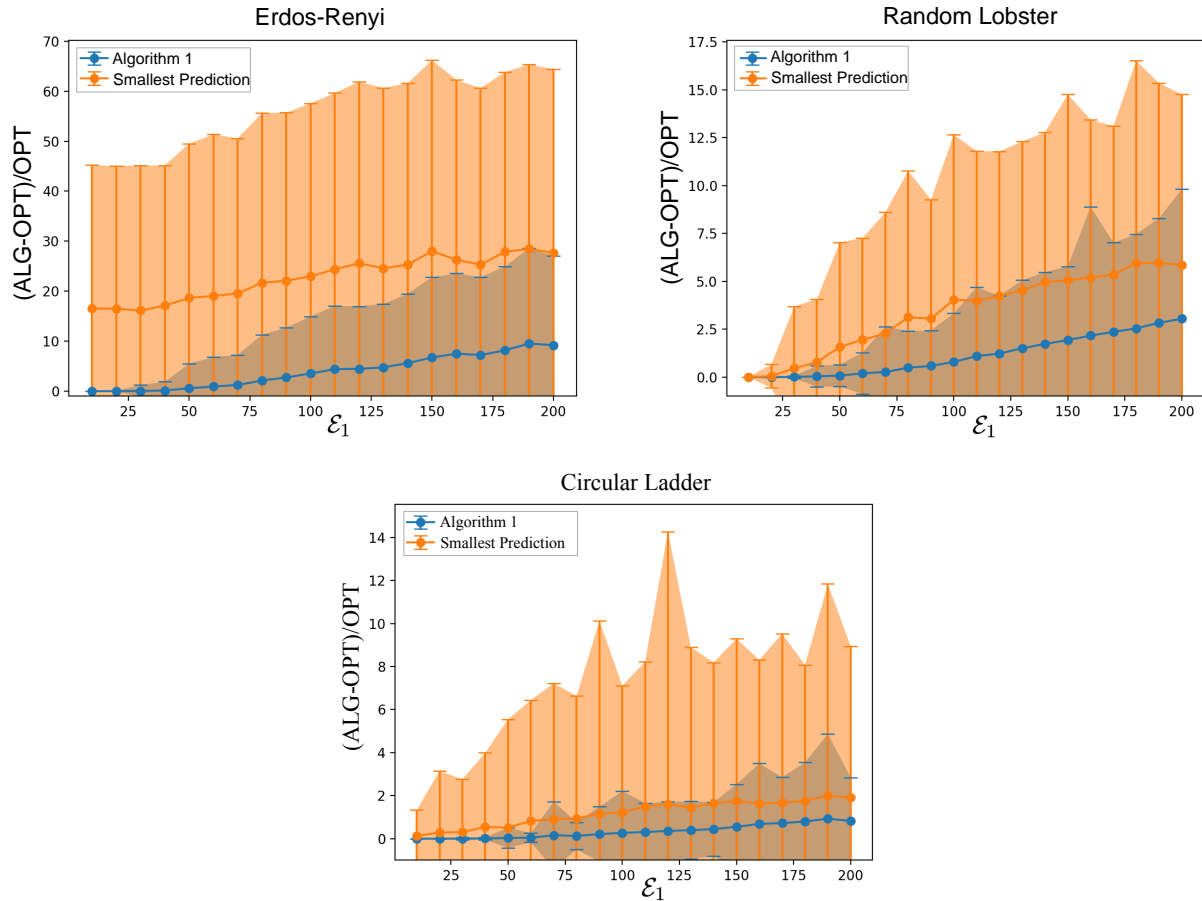 Erdos-Renyi
70
60
50
40
30
20
10
0
(ALG-OPT)/OPT
Algorithm 1
Smallest Prediction
25 50 75 100 125 150 175 200
ℰ₁
Random Lobster
17.5
15.0
12.5
10.0
7.5
5.0
2.5
0.0
(ALG-OPT)/OPT
Algorithm 1
Smallest Prediction
25 50 75 100 125 150 175 200
ℰ₁
Circular Ladder
14
12
10
8
6
4
2
0
(ALG-OPT)/OPT
Algorithm 1
Smallest Prediction
25 50 75 100 125 150 175 200
ℰ₁